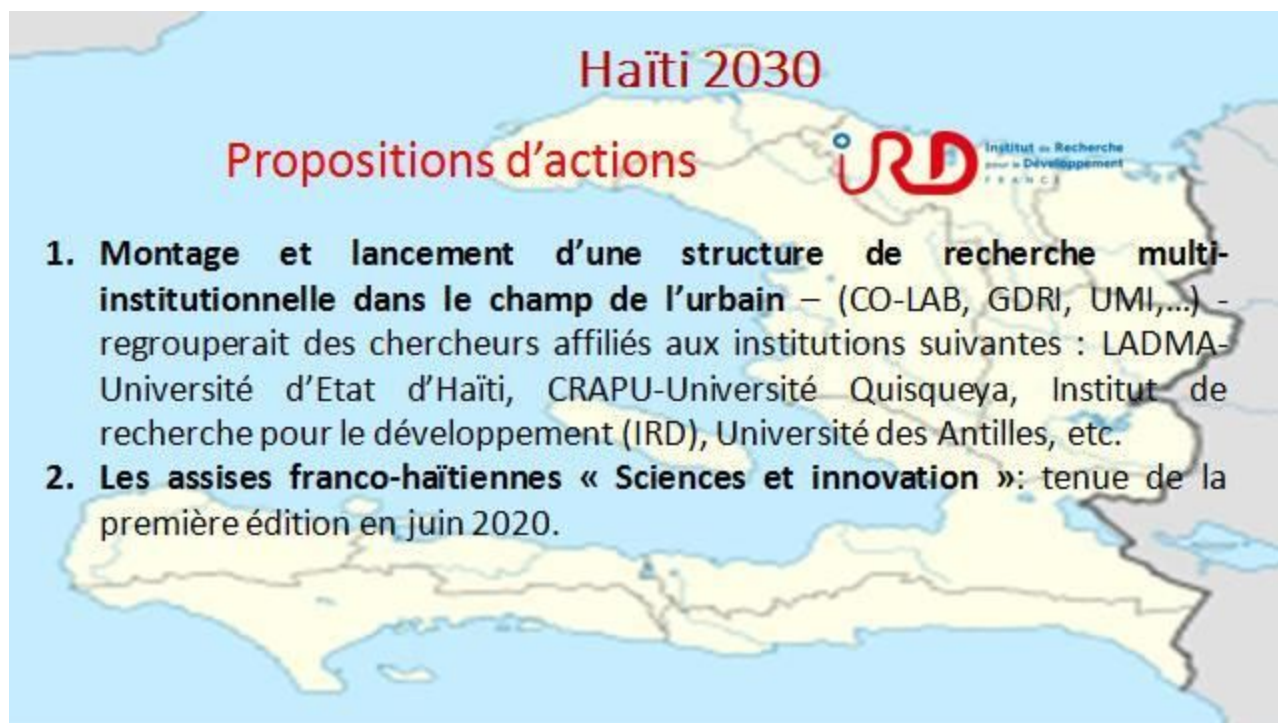 Haïti 2030
Propositions d’actions
iRD
Institut de Recherche
pour le Développement
FRANCE
1. Montage et lancement d’une structure de recherche multi-
institutionnelle dans le champ de l’urbain – (CO-LAB, GDRI, UMI,...) -
regrouperait des chercheurs affiliés aux institutions suivantes : LADMA-
Université d’Etat d’Haïti, CRAPU-Université Quisqueya, Institut de
recherche pour le développement (IRD), Université des Antilles, etc.
2. Les assises franco-haïtiennes « Sciences et innovation »: tenue de la
première édition en juin 2020.